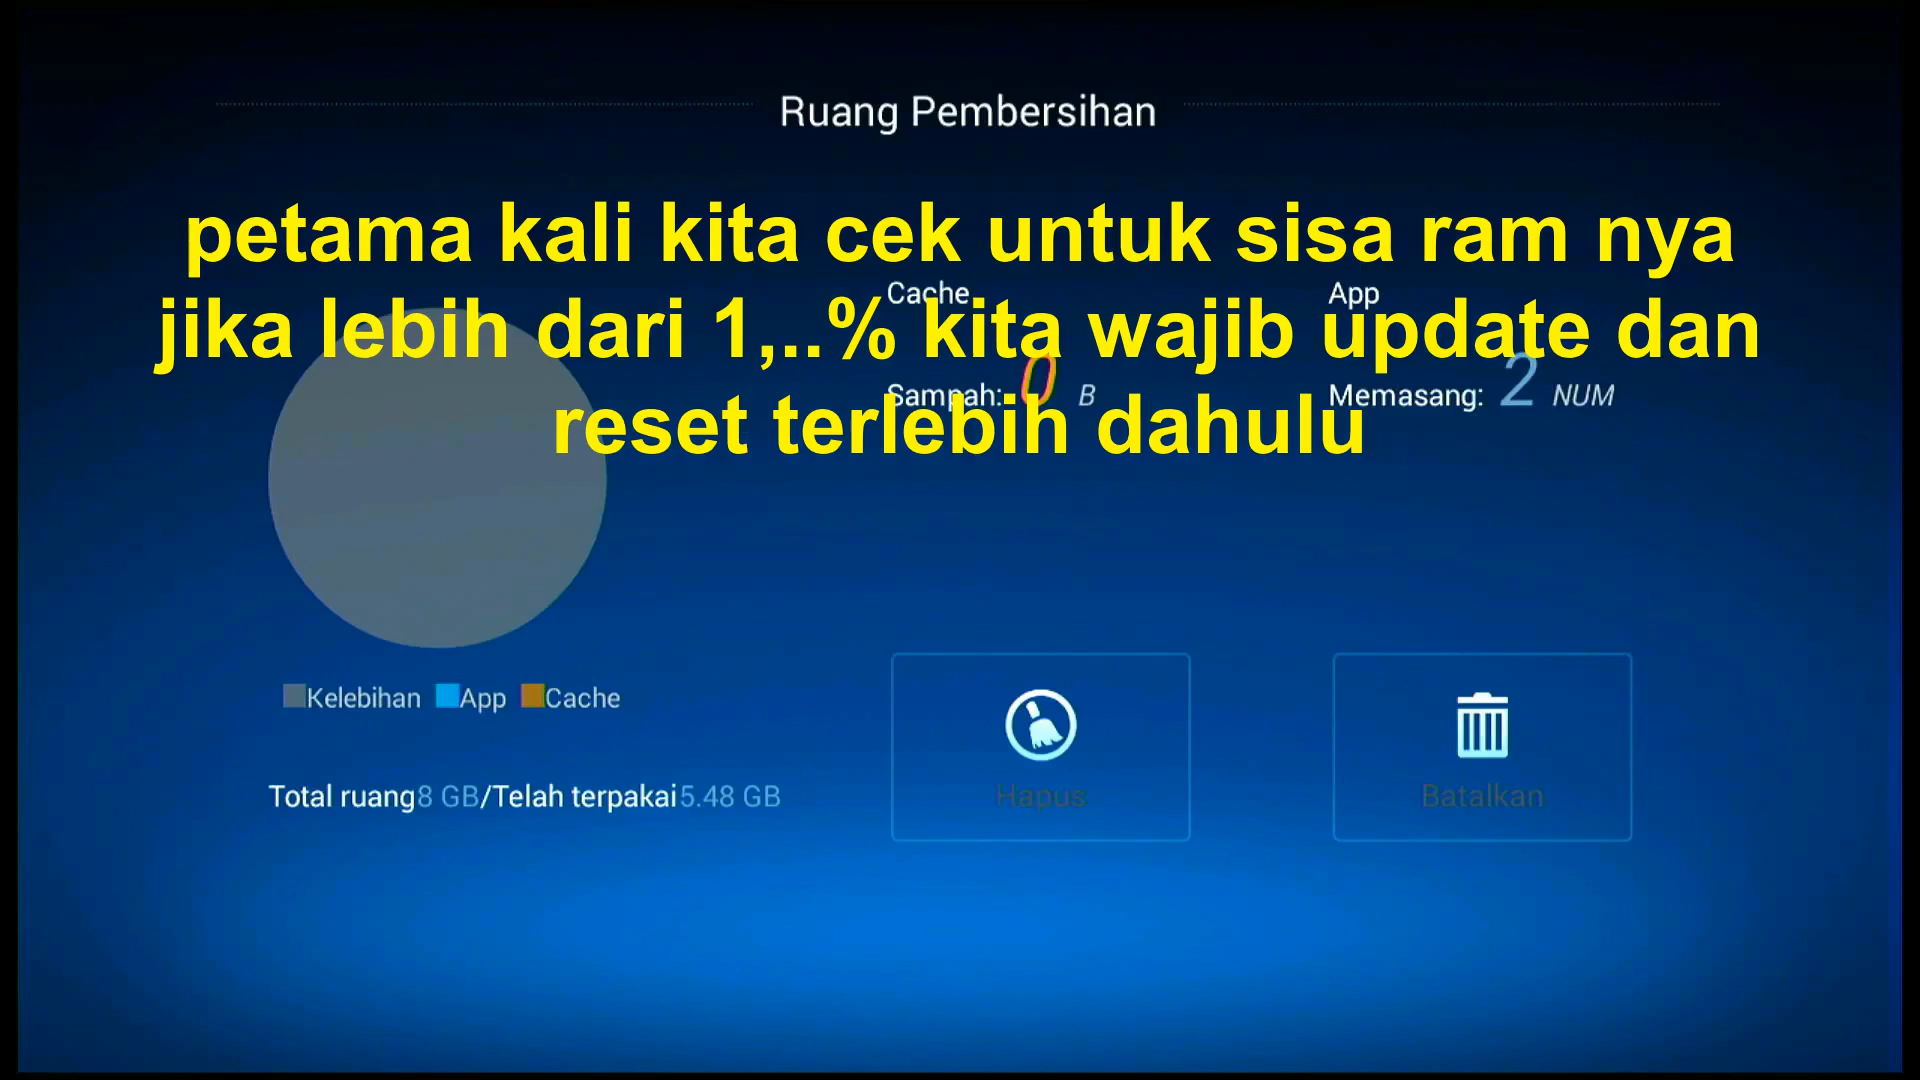 Ruang Pembersihan
petama kali kita cek untuk sisa ram nya
jika lebih dari 1,..% kita wajib update dan
reset terlebih dahulu
Cache
Sampah: 0 B
App
Memasang: 2 NUM
Kelebihan App Cache
Total ruang8 GB/Telah terpakai5.48 GB
Hapus
Batalkan